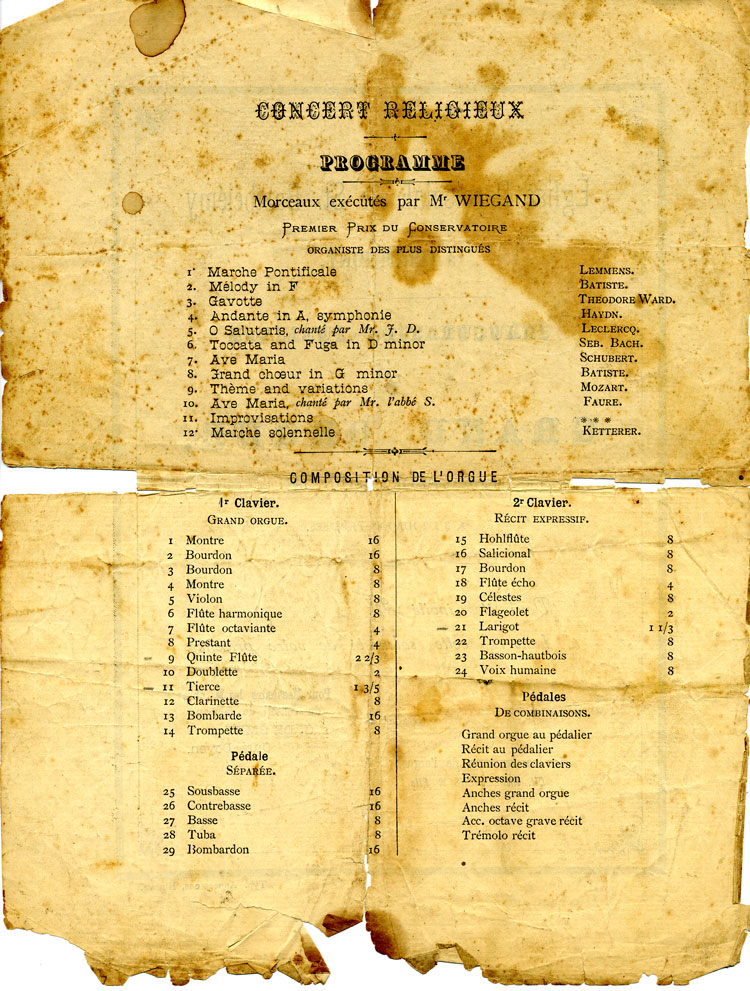 CONCERT RELIGIEUX
PROGRAMME
Morceaux exécutés par Mr WIEGAND
PREMIER PRIX DU CONSERVATOIRE
ORGANISTE DES PLUS DISTINGUÉS
1° Marche Pontificale LEMMENS.
2. Mélody in F BATISTE.
3. Gavotte THEODORE WARD.
4. Andante in A, symphonie HAYDN.
5. O Salutaris, chanté par Mr. J. D. LECLERCQ.
6. Toccata and Fuga in D minor SEB. BACH.
7. Ave Maria SCHUBERT.
8. Grand chœur in G minor BATISTE.
9. Thème and variations MOZART.
10. Ave Maria, chanté par Mr. l'abbé S. FAURE.
11. Improvisations * * *
12° Marche solennelle KETTERER.
COMPOSITION DE L'ORGUE
1r Clavier.
GRAND ORGUE.
1 Montre 16
2 Bourdon 16
3 Bourdon 8
4 Montre 8
5 Violon 8
6 Flûte harmonique 8
7 Flûte octaviante 4
8 Prestant 4
9 Quinte Flûte 2 2/3
10 Doublette 2
11 Tierce 1 3/5
12 Clarinette 8
13 Bombarde 16
14 Trompette 8
Pédale
SÉPARÉE.
25 Sousbasse 16
26 Contrebasse 16
27 Basse 8
28 Tuba 8
29 Bombardon 16
2r Clavier.
RÉCIT EXPRESSIF.
15 Hohlflûte 8
16 Salicional 8
17 Bourdon 8
18 Flûte écho 4
19 Célestes 8
20 Flageolet 2
21 Larigot 1 1/3
22 Trompette 8
23 Basson-hautbois 8
24 Voix humaine 8
Pédales
DE COMBINAISONS.
Grand orgue au pédalier
Récit au pédalier
Réunion des claviers
Expression
Anches grand orgue
Anches récit
Acc. octave grave récit
Trémolo récit